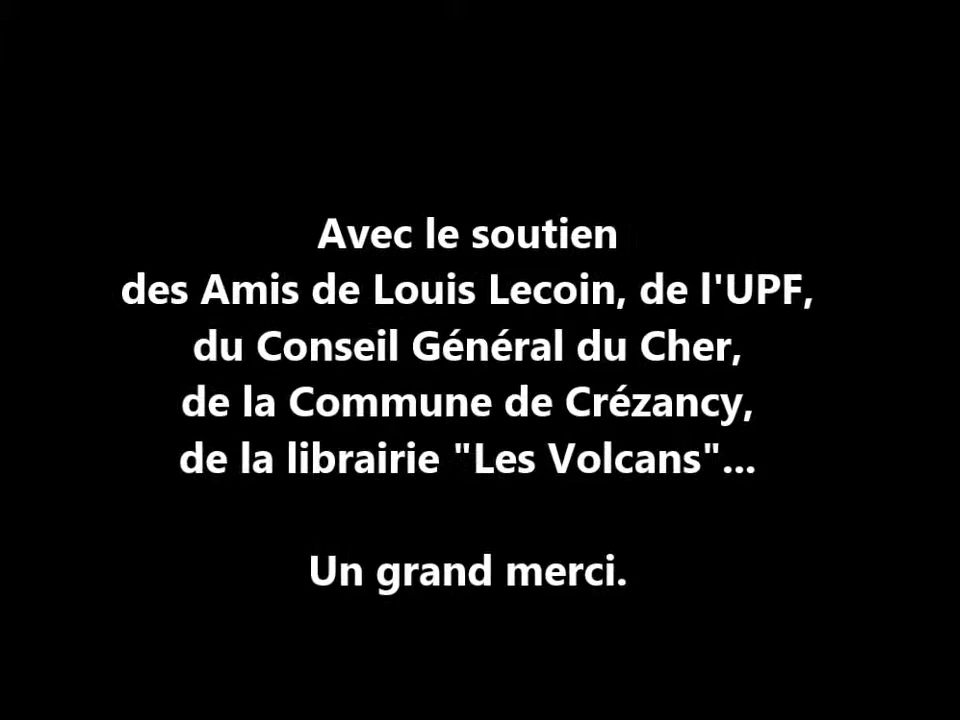 Avec le soutien
des Amis de Louis Lecoin, de l'UPF,
du Conseil Général du Cher,
de la Commune de Crézancy,
de la librairie "Les Volcans"...
Un grand merci.